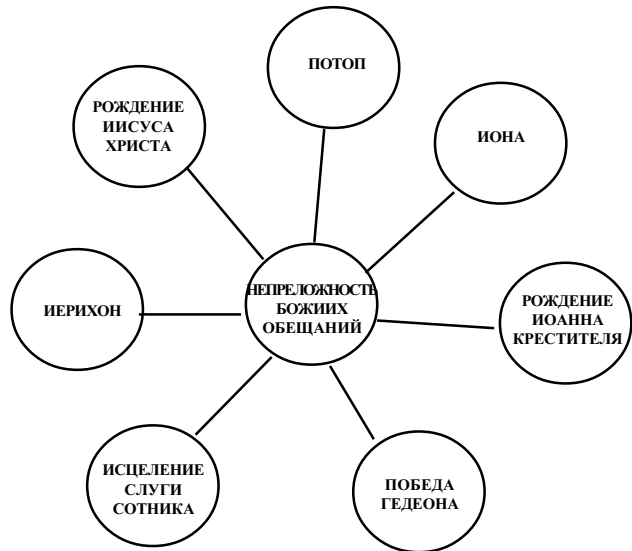 ПОТОП
РОЖДЕНИЕ
ИИСУСА
ХРИСТА
ИОНА
НЕПРЕЛОЖНОСТЬ
БОЖИИХ
ОБЕЩАНИЙ
ИЕРИХОН
РОЖДЕНИЕ
ИОАННА
КРЕСТИТЕЛЯ
ИСЦЕЛЕНИЕ
СЛУГИ
СОТНИКА
ПОБЕДА
ГЕДЕОНА